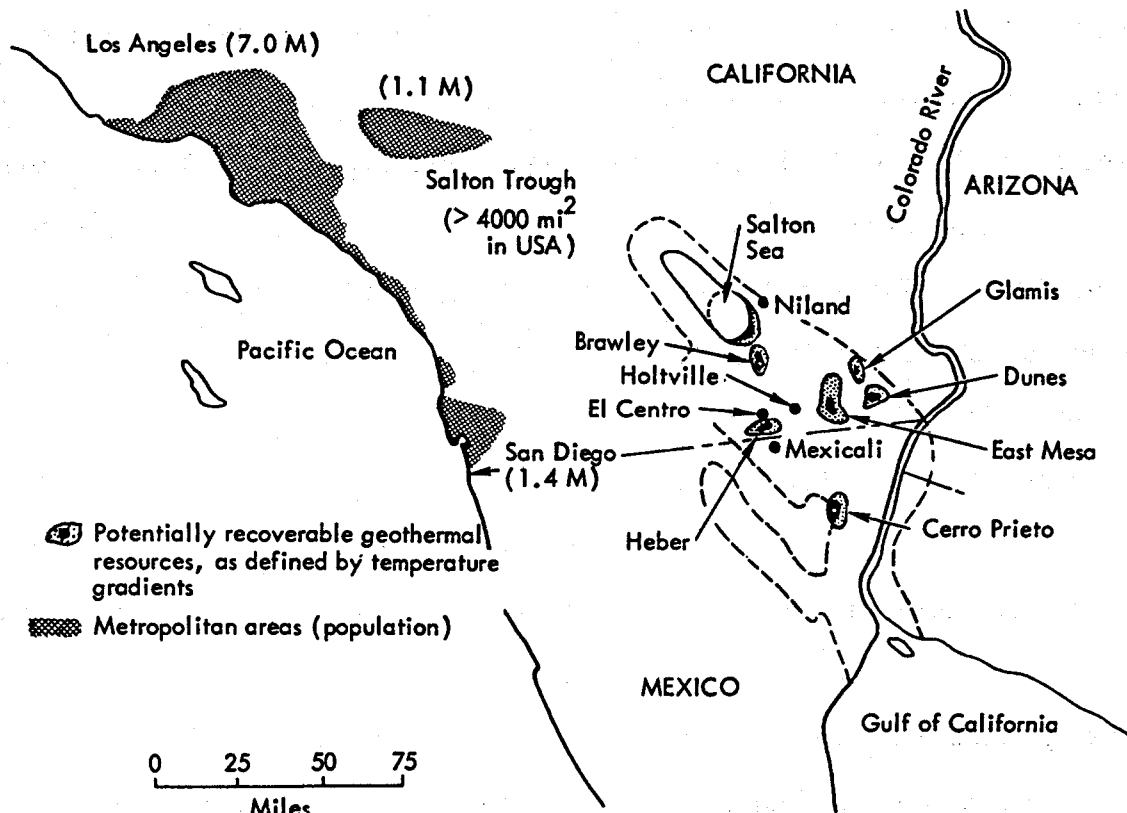 Los Angeles (7.0 M)
(1.1 M)
CALIFORNIA
Colorado River
ARIZONA
Salton Trough
(> 4000 mi²
in USA)
Salton
Sea
Niland
Glamis
Pacific Ocean
Brawley
Holtville
Dunes
El Centro
San Diego
(1.4 M)
Mexicali
East Mesa
Heber
Cerro Prieto
Potentially recoverable geothermal
resources, as defined by temperature
gradients
Metropolitan areas (population)
MEXICO
Gulf of California
0 25 50 75
Miles